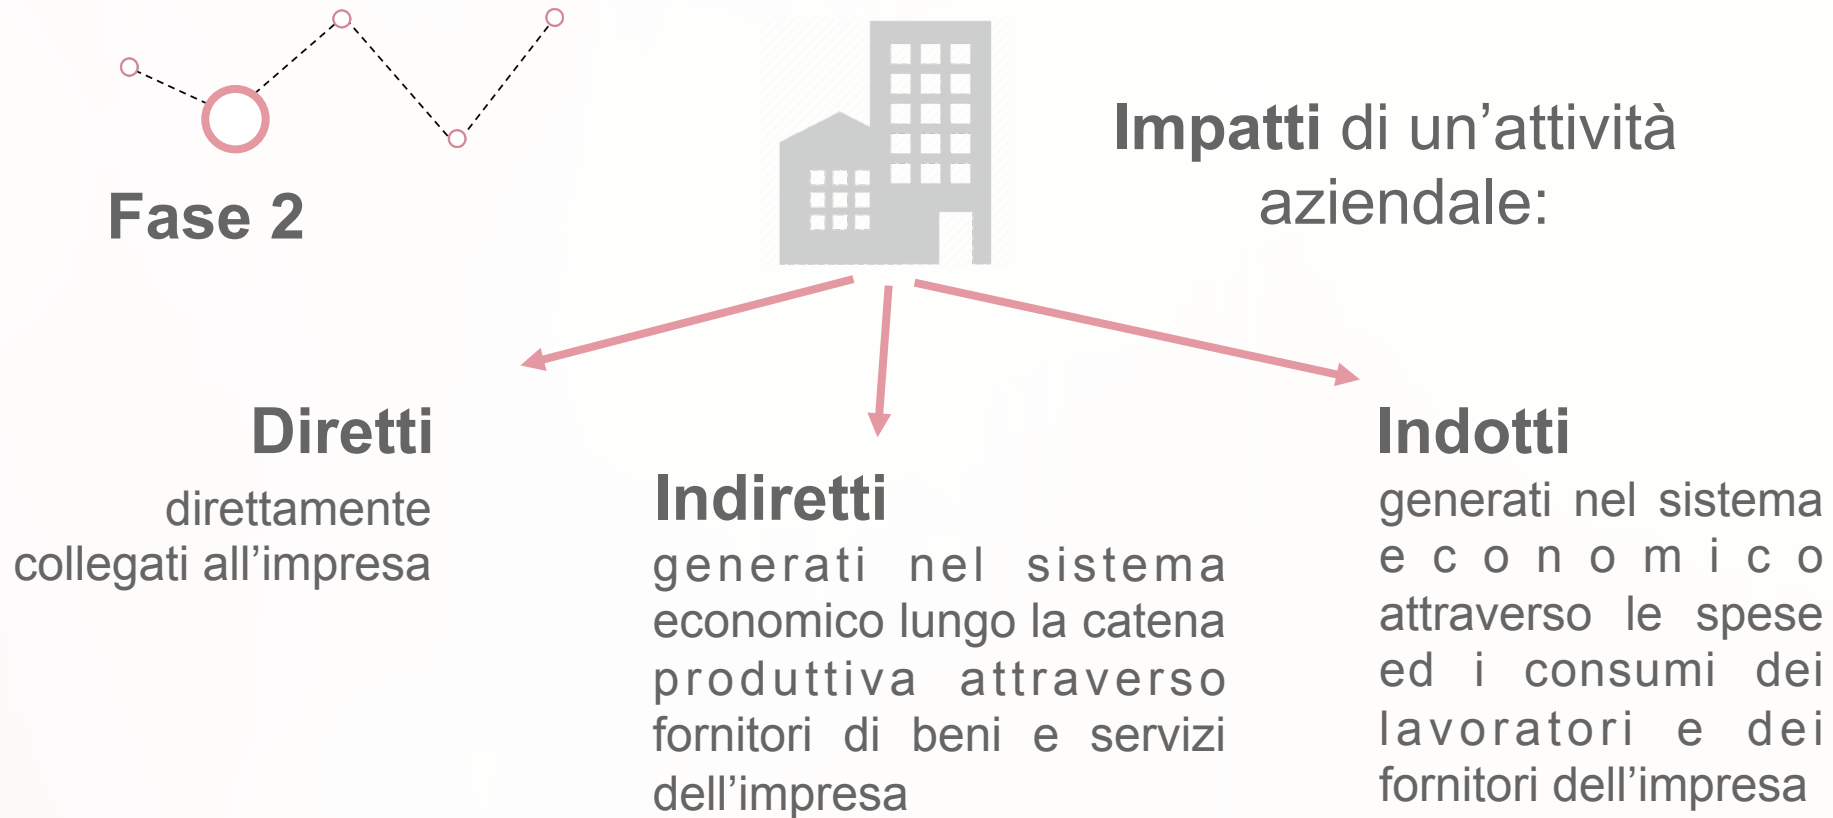 Fase 2
Impatti di un’attività
aziendale:
Diretti
direttamente
collegati all’impresa
Indiretti
generati nel sistema
economico lungo la catena
produttiva attraverso
fornitori di beni e servizi
dell’impresa
Indotti
generati nel sistema
economico
attraverso le spese
ed i consumi dei
lavoratori e dei
fornitori dell’impresa